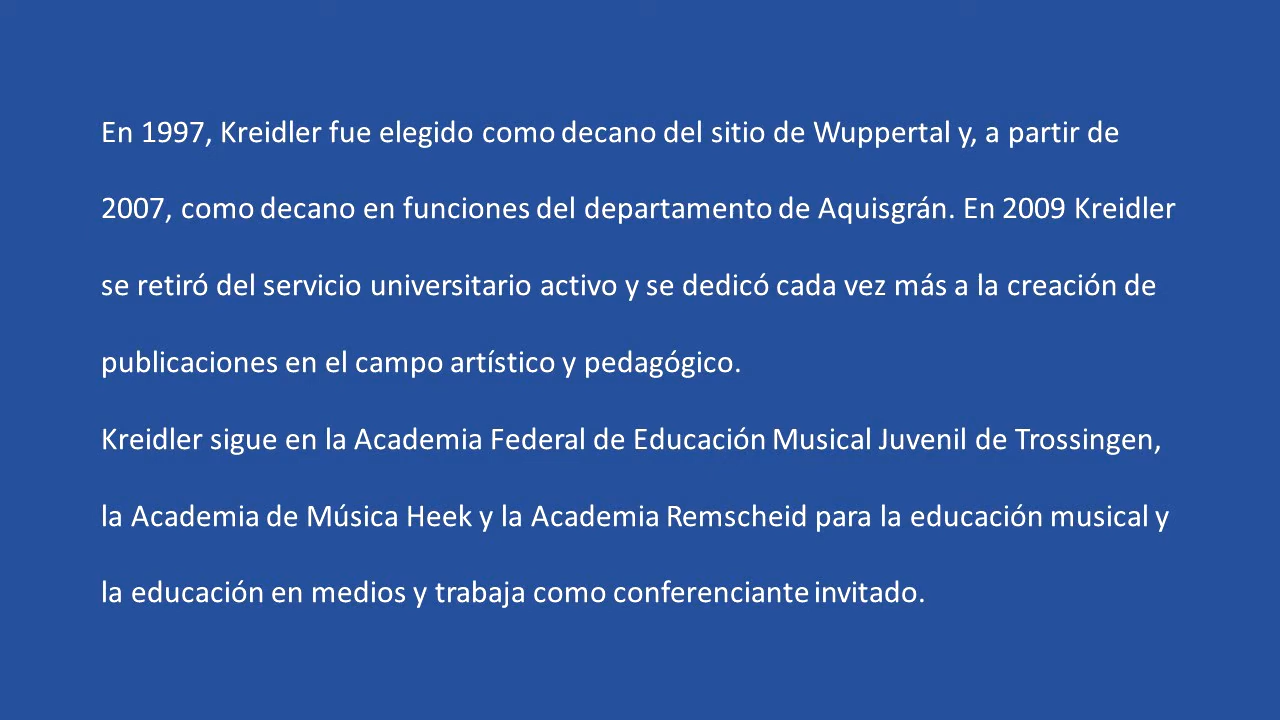 En 1997, Kreidler fue elegido como decano del sitio de Wuppertal y, a partir de
2007, como decano en funciones del departamento de Aquisgrán. En 2009 Kreidler
se retiró del servicio universitario activo y se dedicó cada vez más a la creación de
publicaciones en el campo artístico y pedagógico.
Kreidler sigue en la Academia Federal de Educación Musical Juvenil de Trossingen,
la Academia de Música Heek y la Academia Remscheid para la educación musical y
la educación en medios y trabaja como conferenciante invitado.